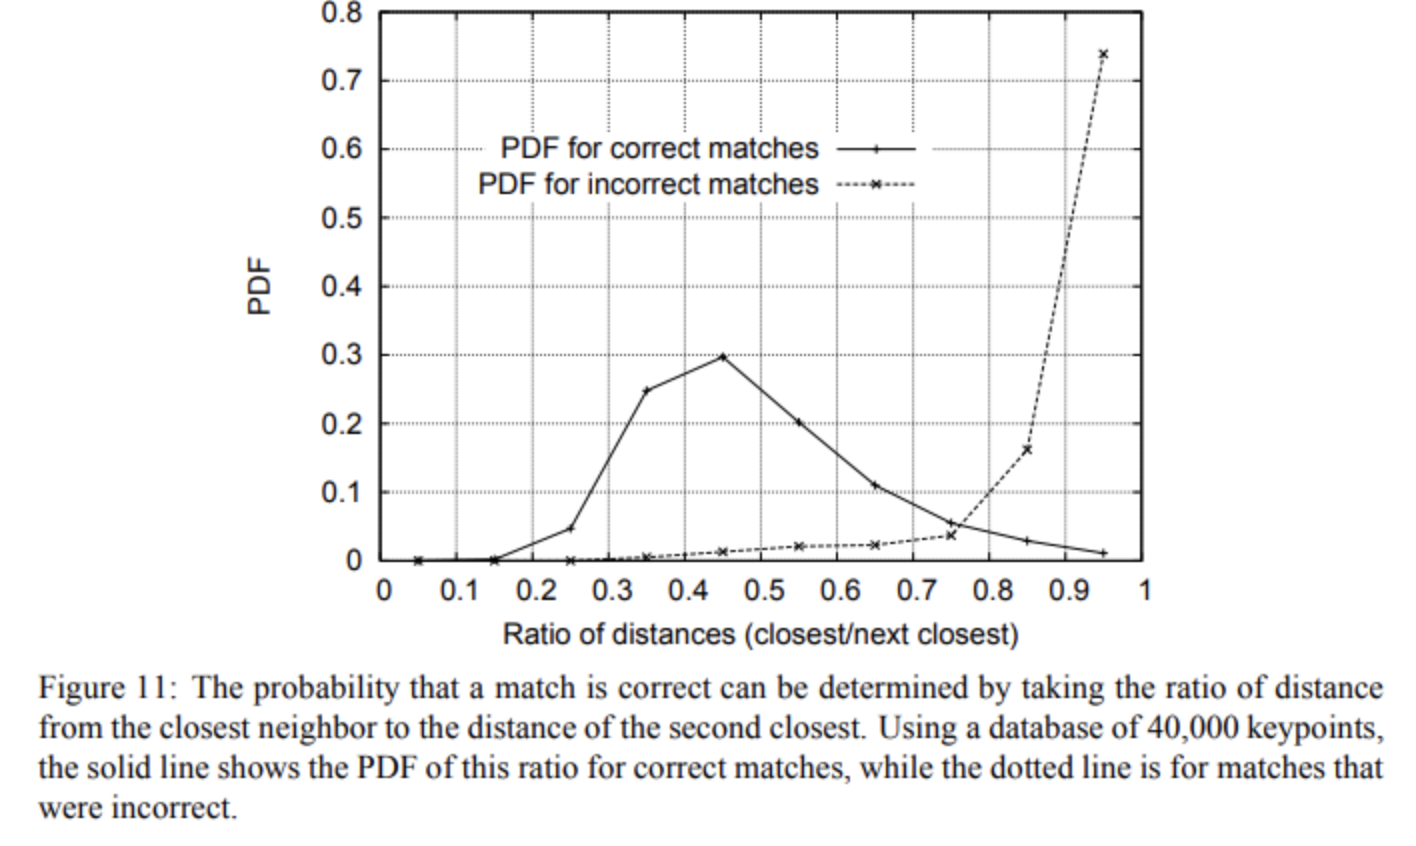 0.8
0.7
0.6
0.5
0.4
0.3
0.2
0.1
0
PDF
PDF for correct matches
PDF for incorrect matches
0 0.1 0.2 0.3 0.4 0.5 0.6 0.7 0.8 0.9 1
Ratio of distances (closest/next closest)
Figure 11: The probability that a match is correct can be determined by taking the ratio of distance
from the closest neighbor to the distance of the second closest. Using a database of 40,000 keypoints,
the solid line shows the PDF of this ratio for correct matches, while the dotted line is for matches that
were incorrect.